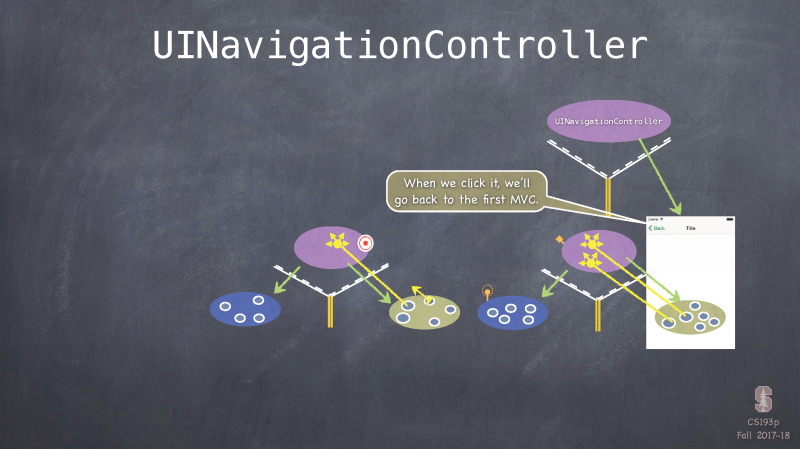 UINavigationController
UINavigationController
When we click it, we'll
go back to the first MVC.
Back Title
CS193p
Fall 2017-18